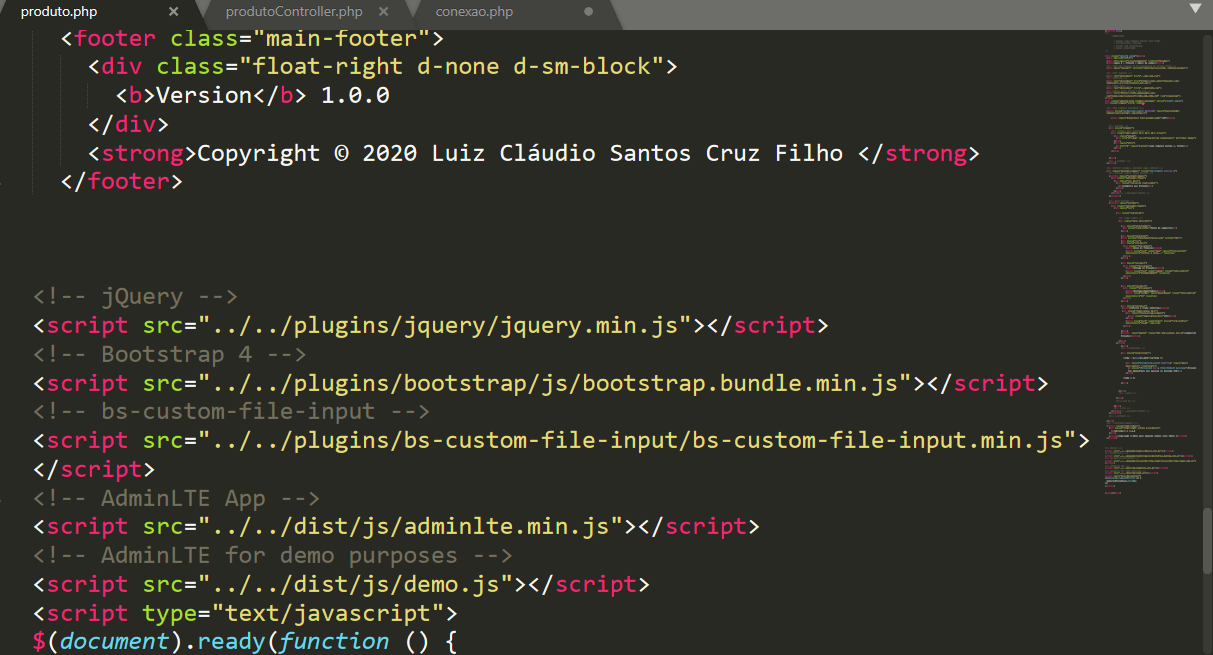 produto.php × produtoController.php × conexao.php
<footer class="main-footer">
<div class="float-right d-none d-sm-block">
<b>Version</b> 1.0.0
</div>
<strong>Copyright © 2020 Luiz Cláudio Santos Cruz Filho </strong>
</footer>
<!-- jQuery -->
<script src="../../plugins/jquery/jquery.min.js"></script>
<!-- Bootstrap 4 -->
<script src="../../plugins/bootstrap/js/bootstrap.bundle.min.js"></script>
<!-- bs-custom-file-input -->
<script src="../../plugins/bs-custom-file-input/bs-custom-file-input.min.js">
</script>
<!-- AdminLTE App -->
<script src="../../dist/js/adminlte.min.js"></script>
<!-- AdminLTE for demo purposes -->
<script src="../../dist/js/demo.js"></script>
<script type="text/javascript">
$(document).ready(function () {